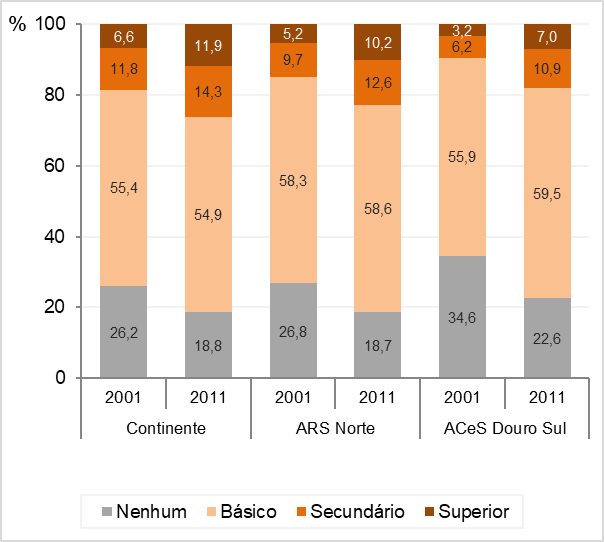 %
100
80
60
40
20
0
6,6 11,9 5,2 10,2 3,2 7,0
11,8 14,3 9,7 12,6 6,2 10,9
55,4 54,9 58,3 58,6 55,9 59,5
26,2 18,8 26,8 18,7 34,6 22,6
2001 2011 2001 2011 2001 2011
Continente ARS Norte ACeS Douro Sul
Nenhum Básico Secundário Superior